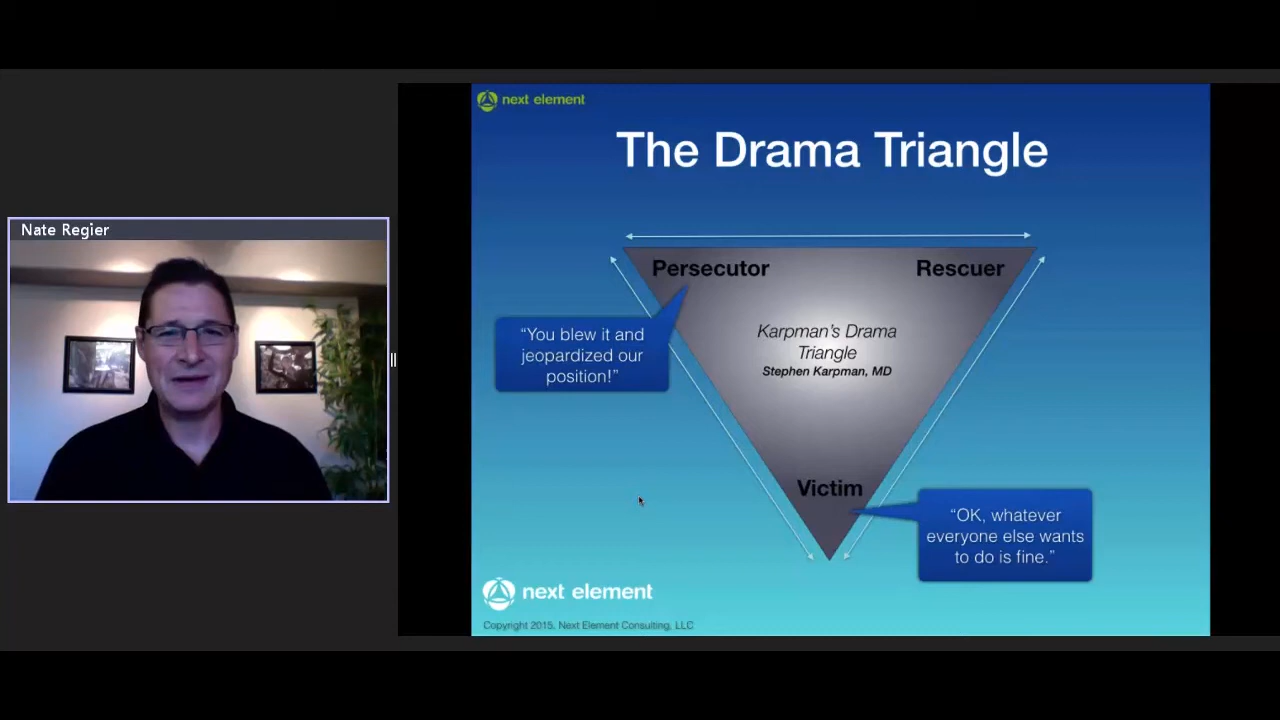 next element
The Drama Triangle
Nate Regier
Persecutor
Rescuer
“You blew it and
jeopardized our
position!”
Karpman’s Drama
Triangle
Stephen Karpman, MD
Victim
“OK, whatever
everyone else wants
to do is fine.”
next element
Copyright 2015, Next Element Consulting, LLC